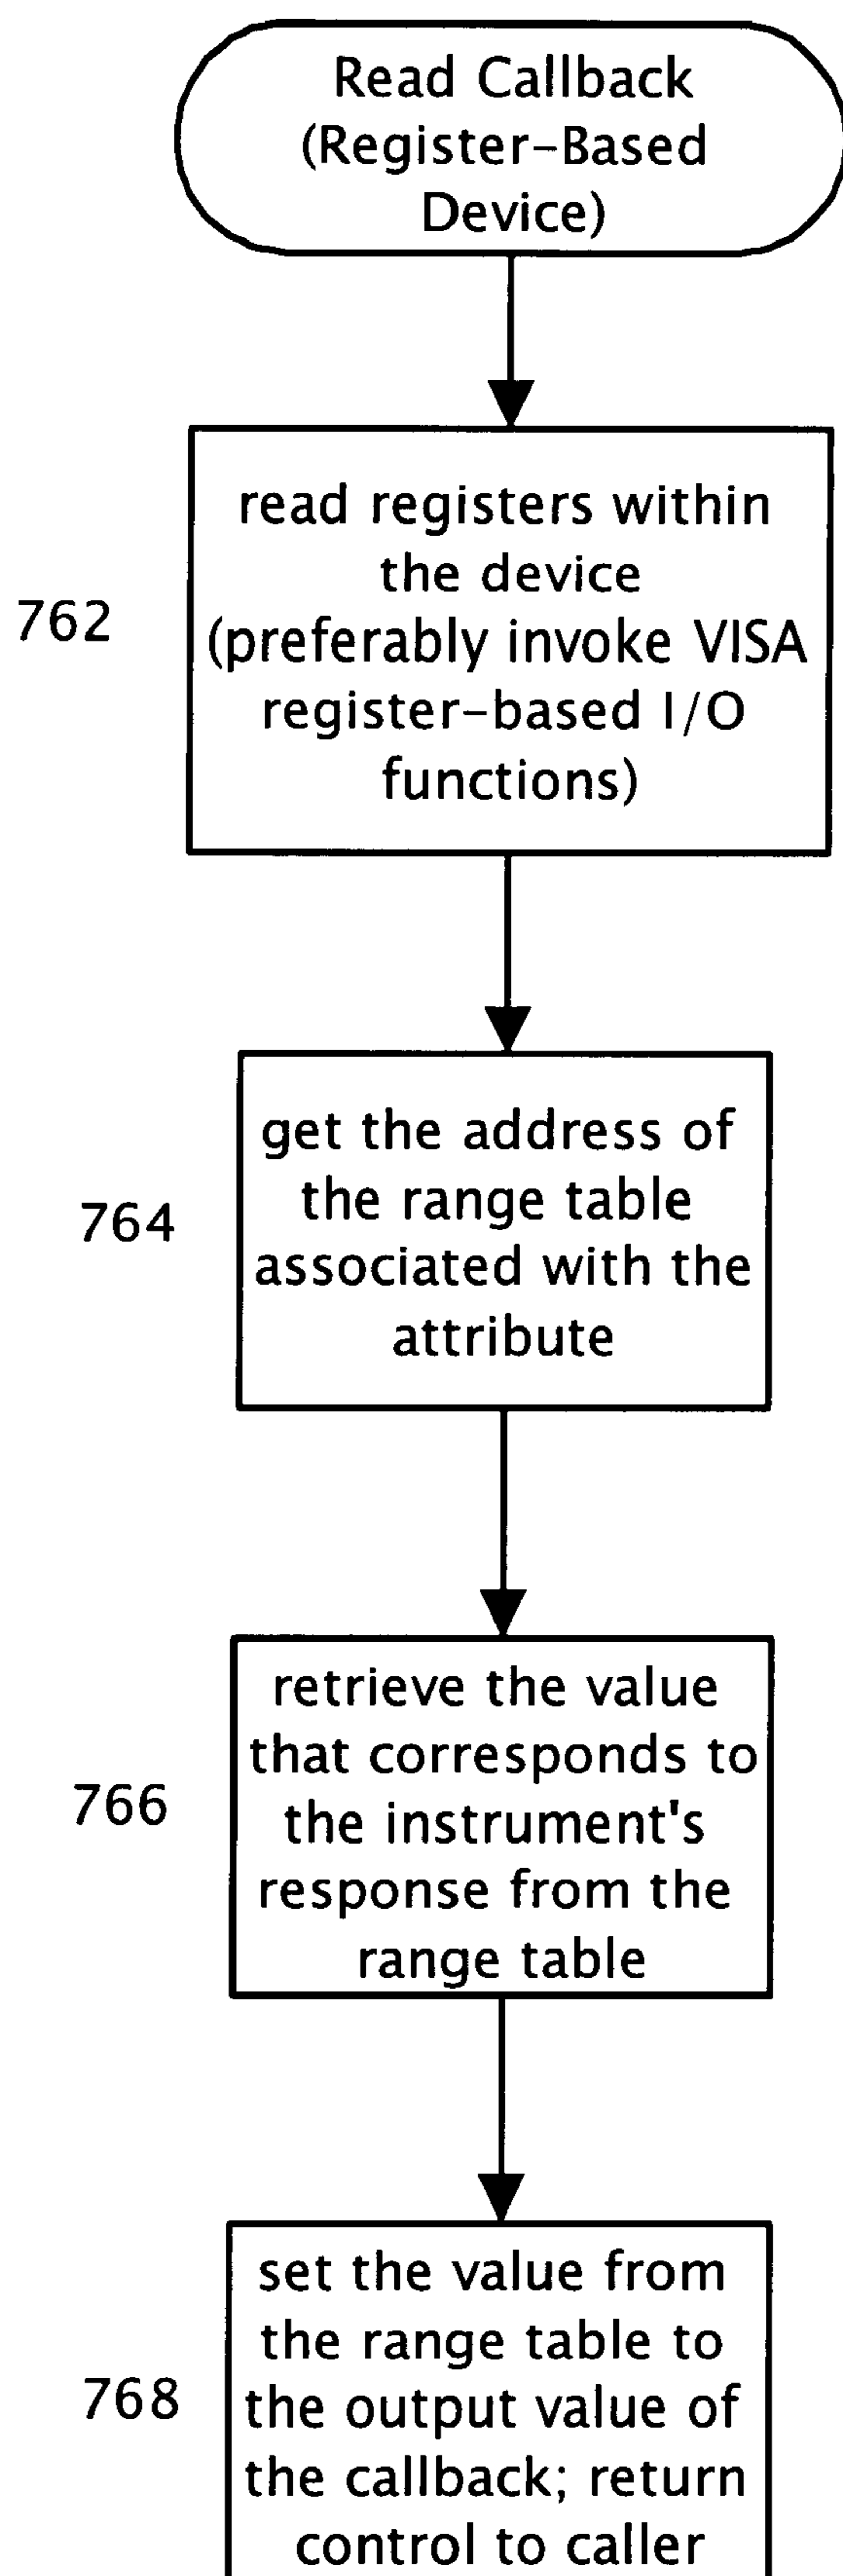 Read Callback
(Register-Based
Device)
762
read registers within
the device
(preferably invoke VISA
register-based I/O
functions)
764
get the address of
the range table
associated with the
attribute
766
retrieve the value
that corresponds to
the instrument's
response from the
range table
768
set the value from
the range table to
the output value of
the callback; return
control to caller